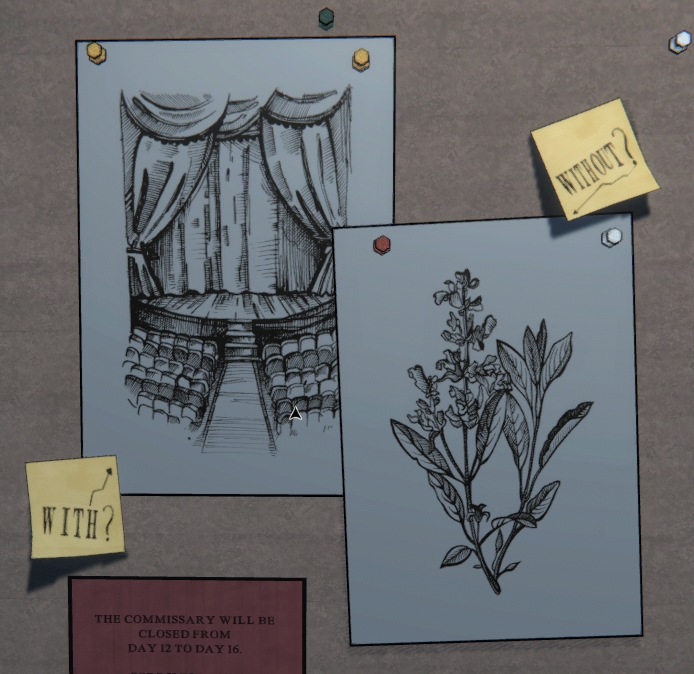 WITHOUT?
WITH?
THE COMMISSARY WILL BE
CLOSED FROM
DAY 12 TO DAY 16.